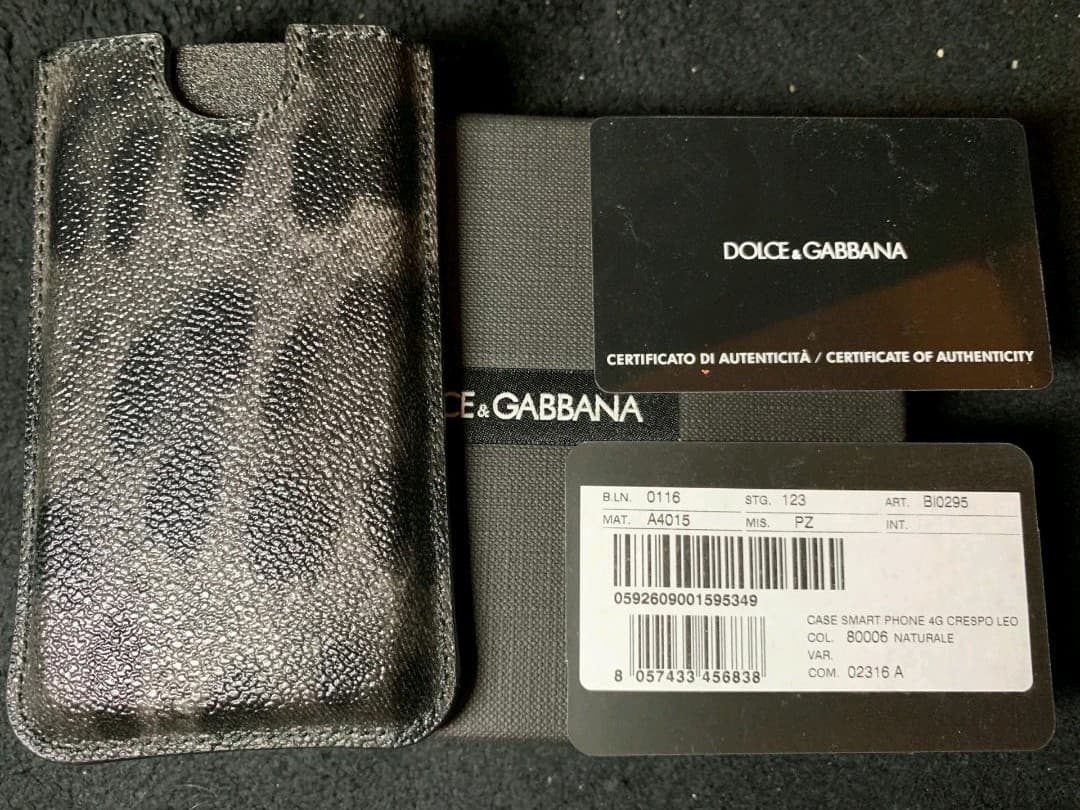 DOLCE & GABBANA
CERTIFICATO DI AUTENTICITÀ / CERTIFICATE OF AUTHENTICITY
CE & GABBANA
B.LN. 0116 STG. 123 ART. BI0295
MAT. A4015 MIS. PZ INT.
0592609001595349
CASE SMART PHONE 4G CRESPO LEO
COL. 80006 NATURALE
VAR.
COM. 02316 A
8 057433 456838